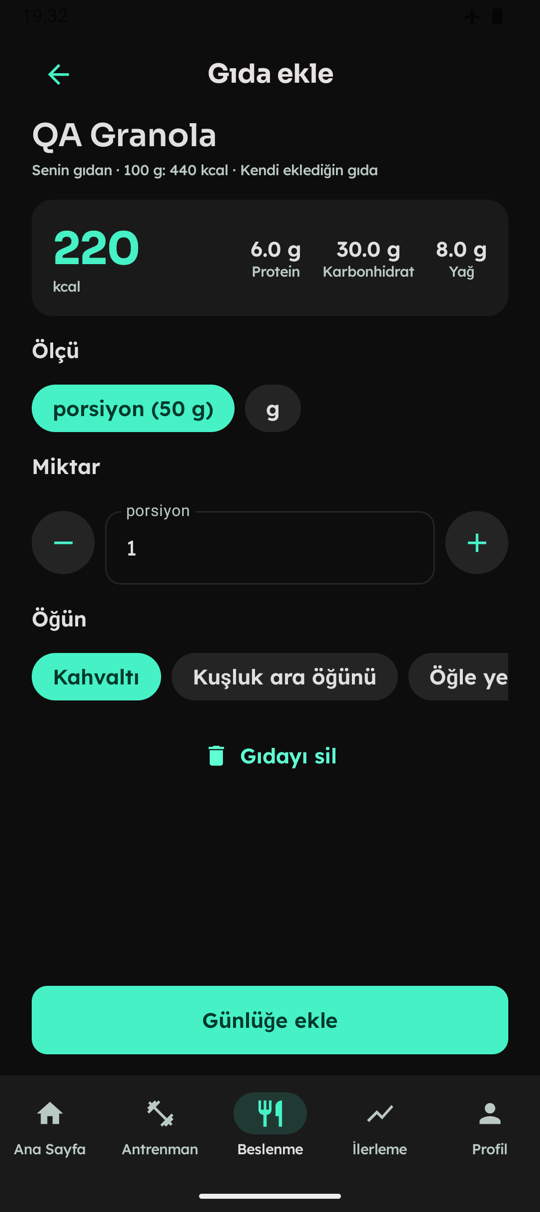 19:32
Gıda ekle
QA Granola
Senin gıdan · 100 g: 440 kcal · Kendi eklediğin gıda
220
kcal
6.0 g
Protein
30.0 g
Karbonhidrat
8.0 g
Yağ
Ölçü
porsiyon (50 g)
g
Miktar
porsiyon
1
Öğün
Kahvaltı
Kuşluk ara öğünü
Öğle ye
Gıdayı sil
Günlüğe ekle
Ana Sayfa
Antrenman
Beslenme
İlerleme
Profil